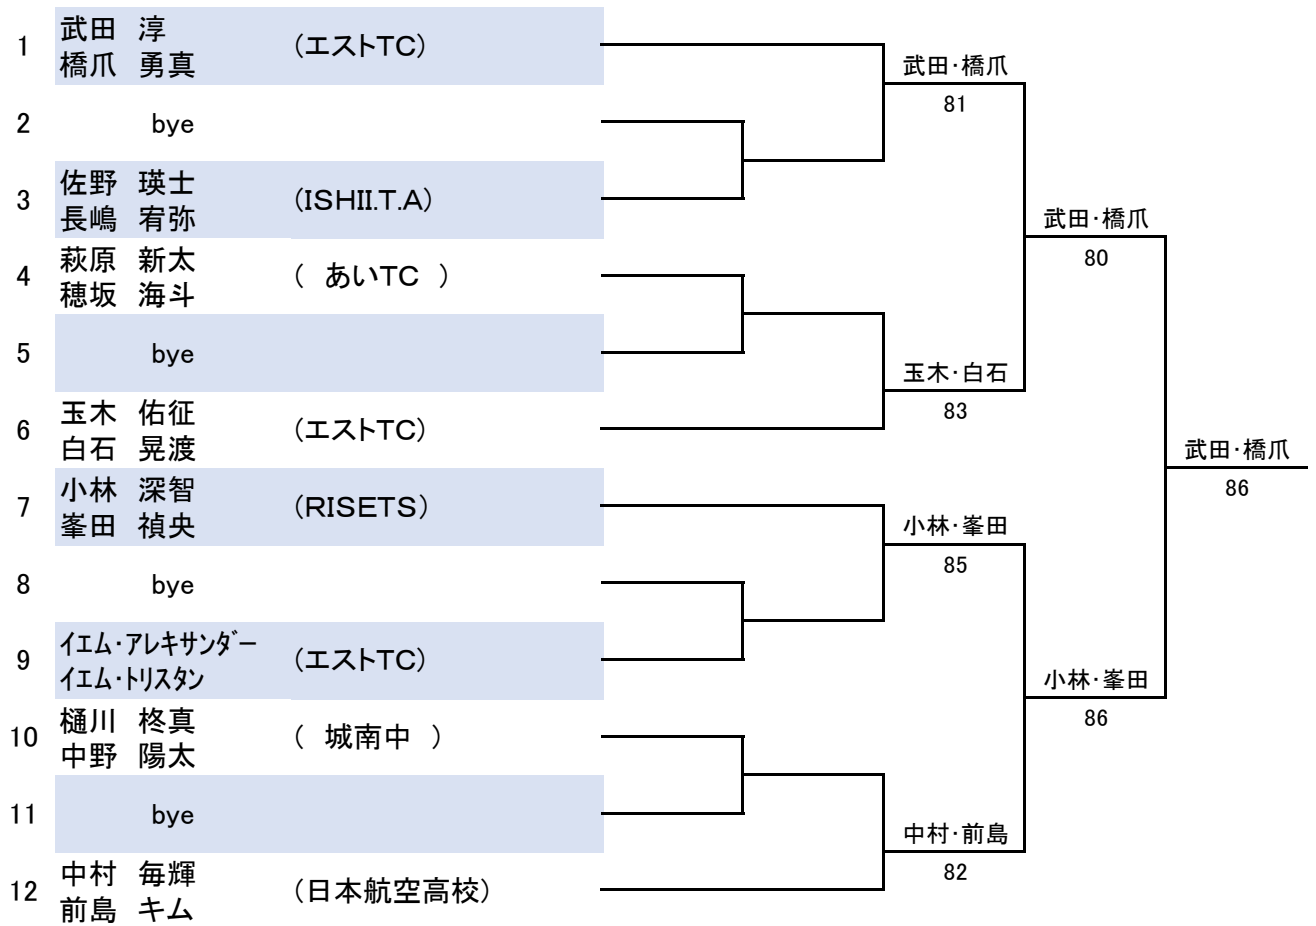 1 武田 淳 (エストTC)
橋爪 勇真
武田・橋爪
81
2 bye
3 佐野 瑛士 (ISHII.T.A)
長嶋 宥弥
武田・橋爪
80
4 萩原 新太 ( あいTC )
穂坂 海斗
5 bye
玉木・白石
83
6 玉木 佑征 (エストTC)
白石 晃渡
武田・橋爪
86
7 小林 深智 (RISETS)
峯田 禎央
小林・峯田
85
8 bye
9 イエム・アレキサンダー (エストTC)
イエム・トリスタン
小林・峯田
86
10 樋川 柊真 ( 城南中 )
中野 陽太
11 bye
中村・前島
82
12 中村 毎輝 (日本航空高校)
前島 キム